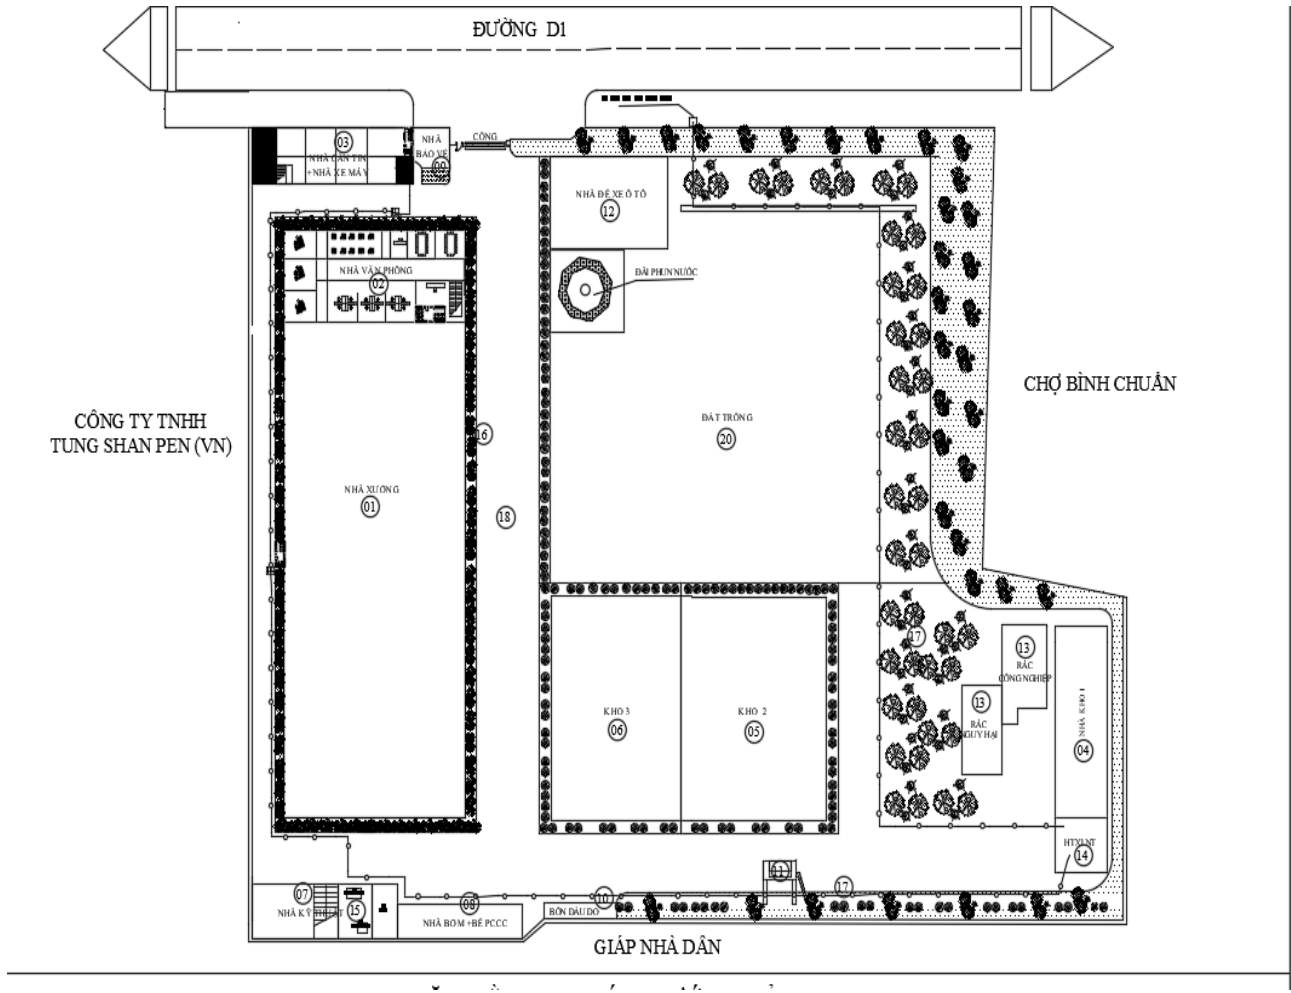 ĐƯỜNG D1
03
NHÀ CĂN TIN
+NHÀ XE MÁY
NHÀ
BẢO VỆ
00
CỔNG
NHÀ ĐỂ XE Ô TÔ
12
ĐÀI PHUN NƯỚC
NHÀ VĂN PHÒNG
02
CHỢ BÌNH CHUẨN
CÔNG TY TNHH
TUNG SHAN PEN (VN)
16
ĐẤT TRỐNG
20
NHÀ XƯỞNG
01
18
17
13
RÁC
CÔNG NGHIỆP
13
RÁC
NGUY HẠI
NHÀ KHO 1
04
KHO 3
06
KHO 2
05
HTXLNT
14
11
17
07
NHÀ KỸ THUẬT
15
08
NHÀ BƠM +BỂ PCCC
10
BỒN DẦU DO
GIÁP NHÀ DÂN